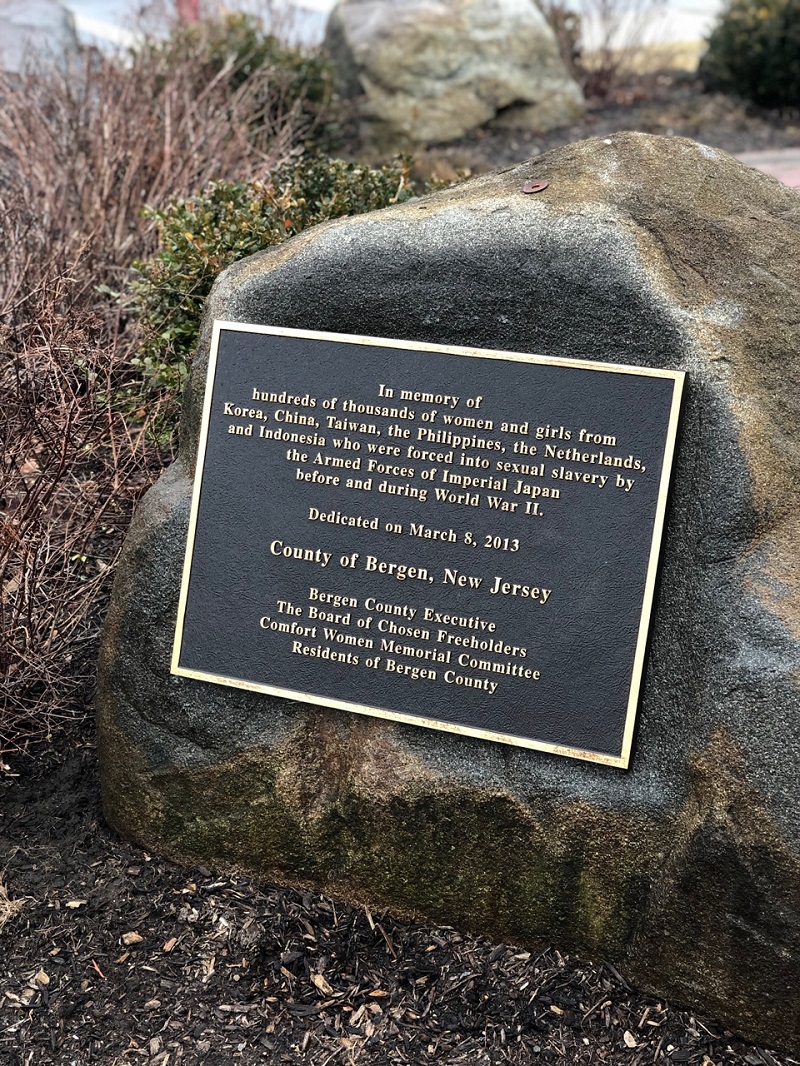 In memory of
hundreds of thousands of women and girls from
Korea, China, Taiwan, the Philippines, the Netherlands,
and Indonesia who were forced into sexual slavery by
the Armed Forces of Imperial Japan
before and during World War II.
Dedicated on March 8, 2013
County of Bergen, New Jersey
Bergen County Executive
The Board of Chosen Freeholders
Comfort Women Memorial Committee
Residents of Bergen County